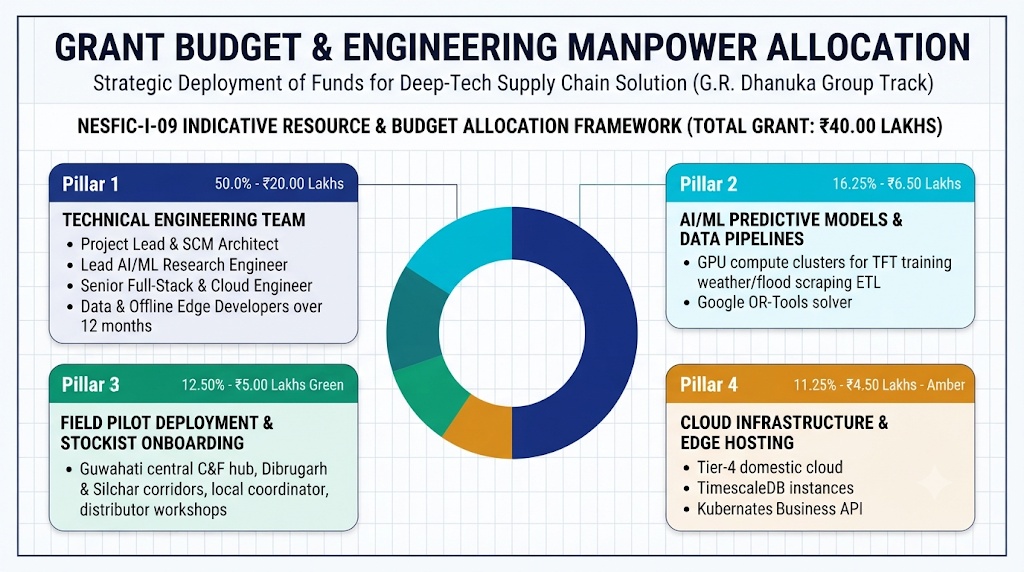 GRANT BUDGET & ENGINEERING MANPOWER ALLOCATION
Strategic Deployment of Funds for Deep-Tech Supply Chain Solution (G.R. Dhanuka Group Track)
NESFIC-I-09 INDICATIVE RESOURCE & BUDGET ALLOCATION FRAMEWORK (TOTAL GRANT: ₹40.00 LAKHS)
Pillar 1 50.0% - ₹20.00 Lakhs
TECHNICAL ENGINEERING TEAM
• Project Lead & SCM Architect
• Lead AI/ML Research Engineer
• Senior Full-Stack & Cloud Engineer
• Data & Offline Edge Developers over
12 months
Pillar 2 16.25% - ₹6.50 Lakhs
AI/ML PREDICTIVE MODELS &
DATA PIPELINES
• GPU compute clusters for TFT training
weather/flood scraping ETL
• Google OR-Tools solver
Pillar 3 12.50% - ₹5.00 Lakhs Green
FIELD PILOT DEPLOYMENT &
STOCKIST ONBOARDING
• Guwahati central C&F hub, Dibrugarh
& Silchar corridors, local coordinator,
distributor workshops
Pillar 4 11.25% - ₹4.50 Lakhs - Amber
CLOUD INFRASTRUCTURE &
EDGE HOSTING
• Tier-4 domestic cloud
• TimescaleDB instances
• Kubernates Business API